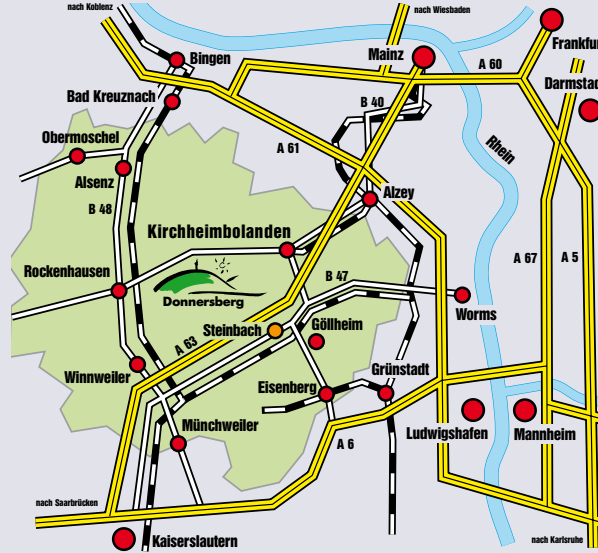 nach Koblenz
nach Wiesbaden
Mainz
Frankfur
Bingen
A 60
Bad Kreuznach
B 40
Darmstad
Obermoschel
A 61
Rhein
Alsenz
Alzey
B 48
Kirchheimbolanden
A 67
A 5
Rockenhausen
B 47
Donnersberg
Worms
Steinbach
Göllheim
A 63
Winnweiler
Grünstadt
Eisenberg
Münchweiler
A 6
Ludwigshafen
Mannheim
nach Saarbrücken
Kaiserslautern
nach Karlsruhe